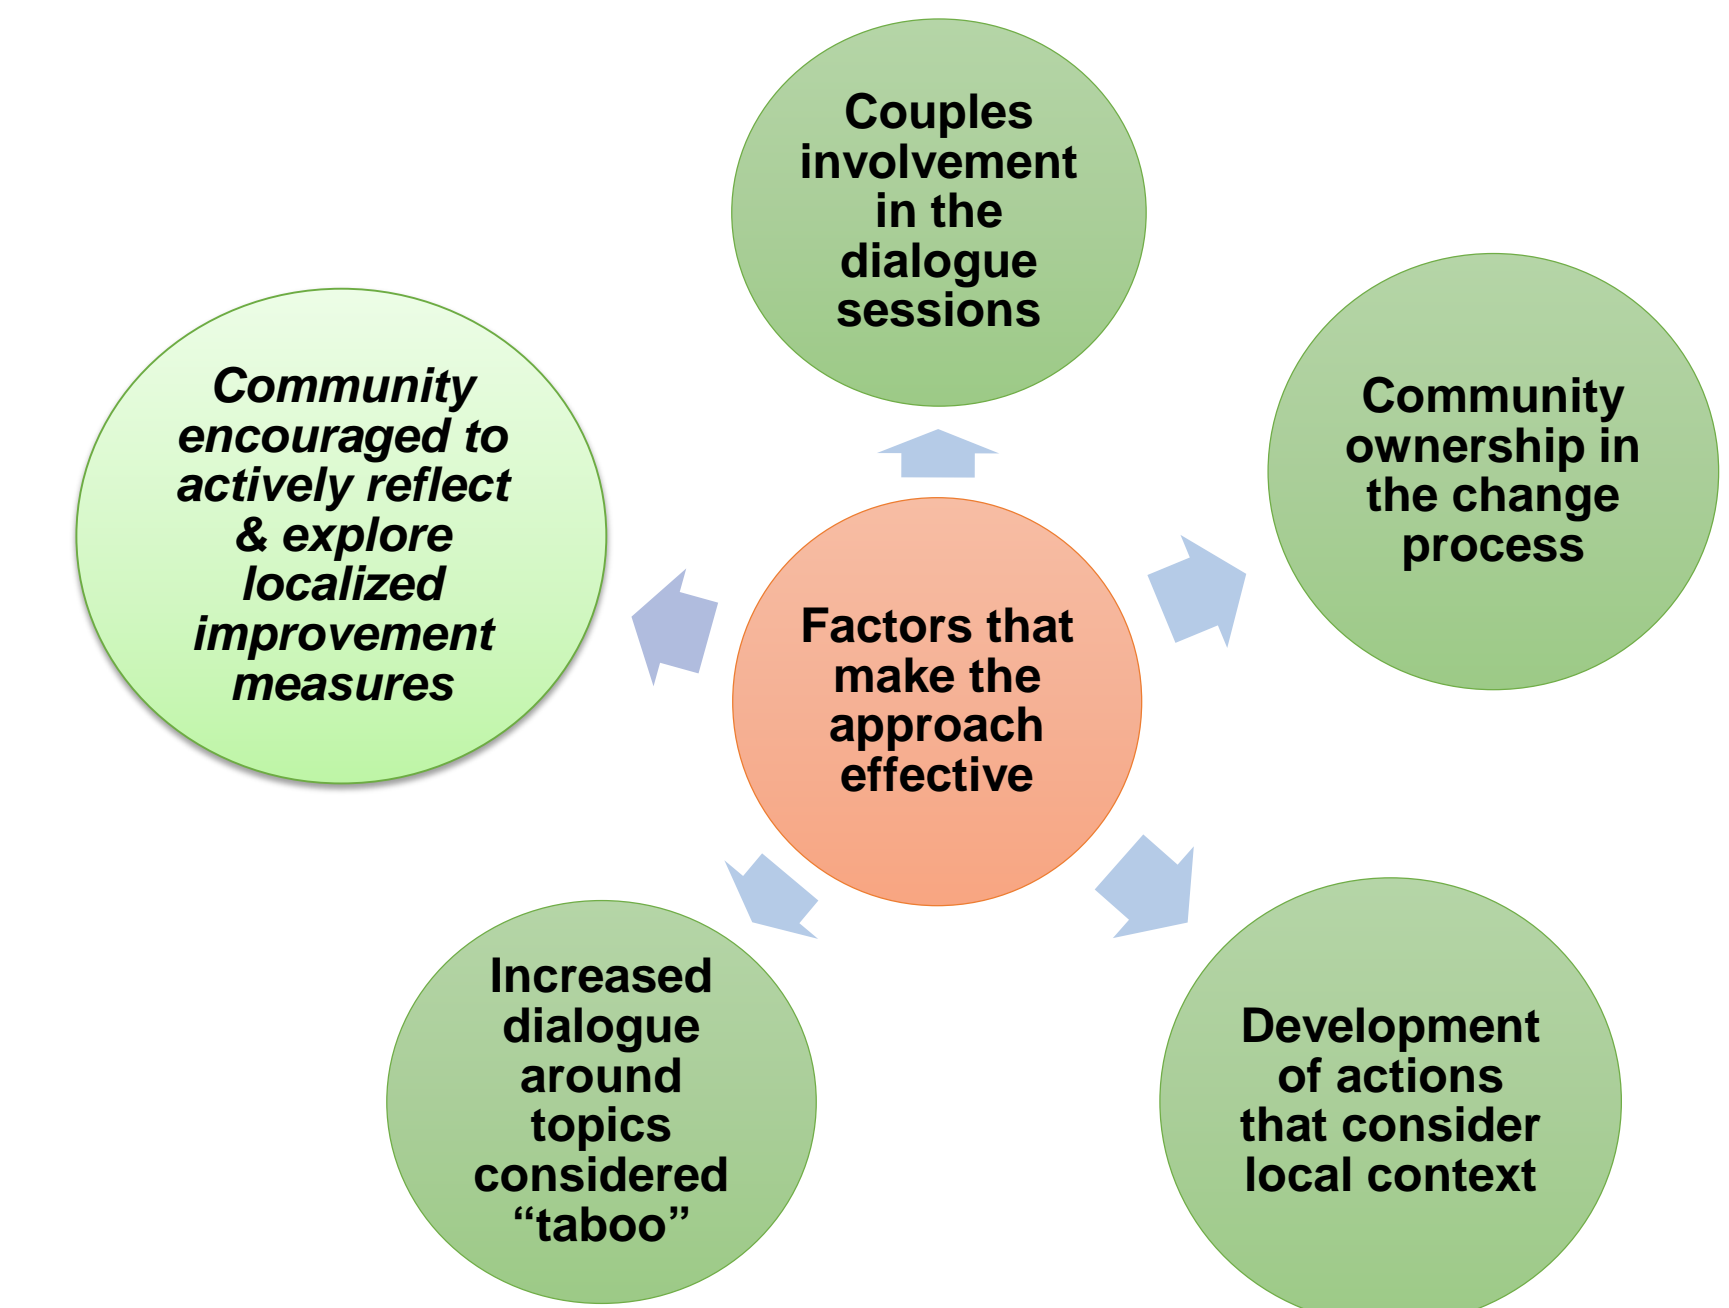 Couples
involvement
in the
dialogue
sessions
Community
ownership in
the change
process
Development
of actions
that consider
local context
Increased
dialogue
around
topics
considered
“taboo”
Community
encouraged to
actively reflect
& explore
localized
improvement
measures
Factors that
make the
approach
effective